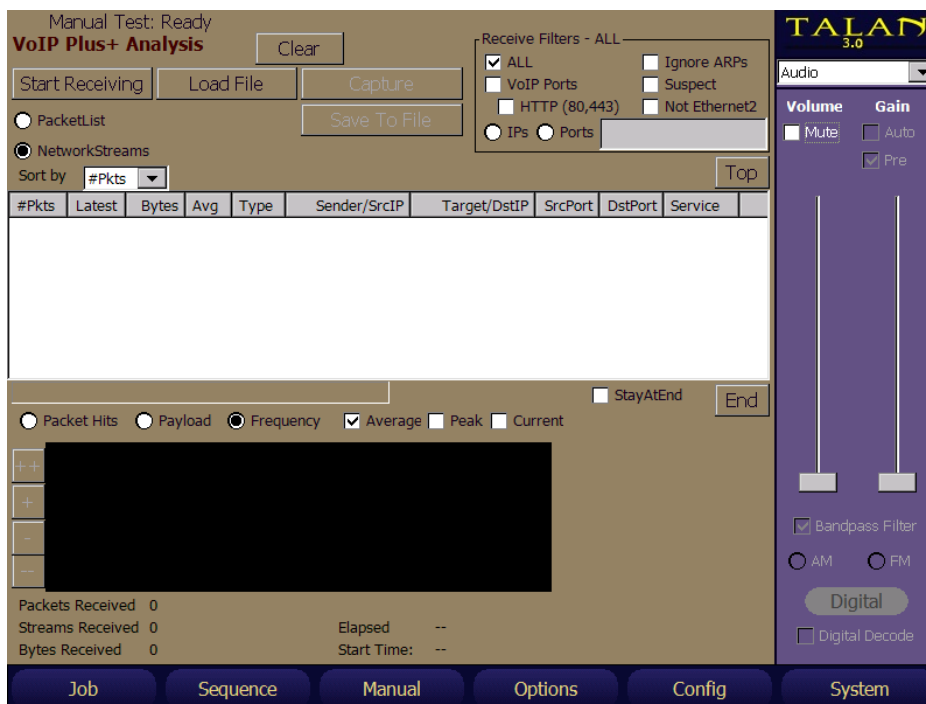 Manual Test: Ready
VoIP Plus+ Analysis
Clear
Start Receiving
Load File
Capture
Save To File
PacketList
NetworkStreams
Sort by #Pkts
Receive Filters - ALL
ALL
Ignore ARPs
VoIP Ports
Suspect
HTTP (80,443)
Not Ethernet2
IPs
Ports
Top
#Pkts Latest Bytes Avg Type Sender/SrcIP Target/DstIP SrcPort DstPort Service
StayAtEnd
End
Packet Hits Payload Frequency Average Peak Current
++
+
-
--
Packets Received 0
Streams Received 0
Elapsed --
Bytes Received 0
Start Time: --
TALAN
3.0
Audio
Volume Gain
Mute
Auto
Pre
Bandpass Filter
AM
FM
Digital
Digital Decode
Job
Sequence
Manual
Options
Config
System